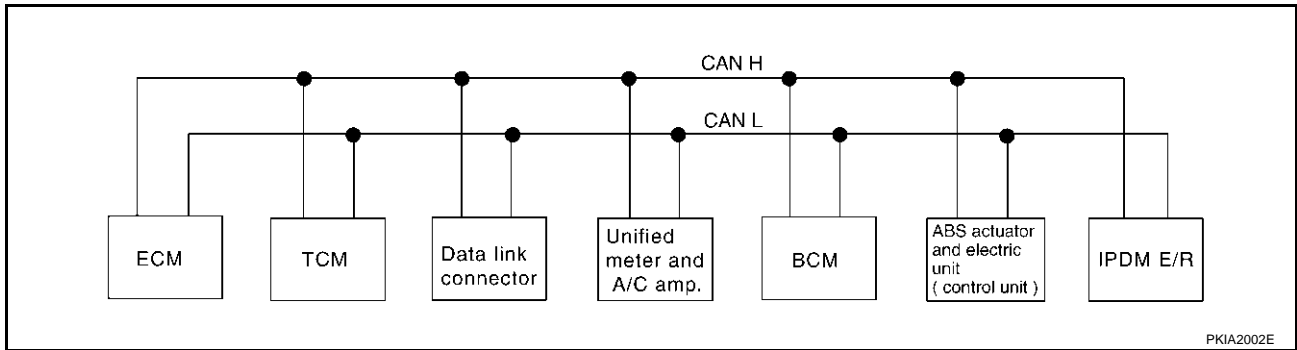 CAN H
CAN L
ECM
TCM
Data link
connector
Unified
meter and
A/C amp.
BCM
ABS actuator
and electric
unit
( control unit )
IPDM E/R
PKIA2002E